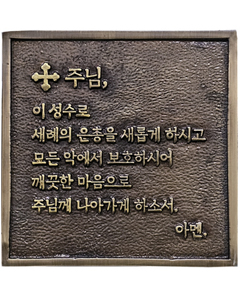 주님,
이 성수로
세례의 은총을 새롭게 하시고
모든 악에서 보호하시어
깨끗한 마음으로
주님께 나아가게 하소서.
아멘.